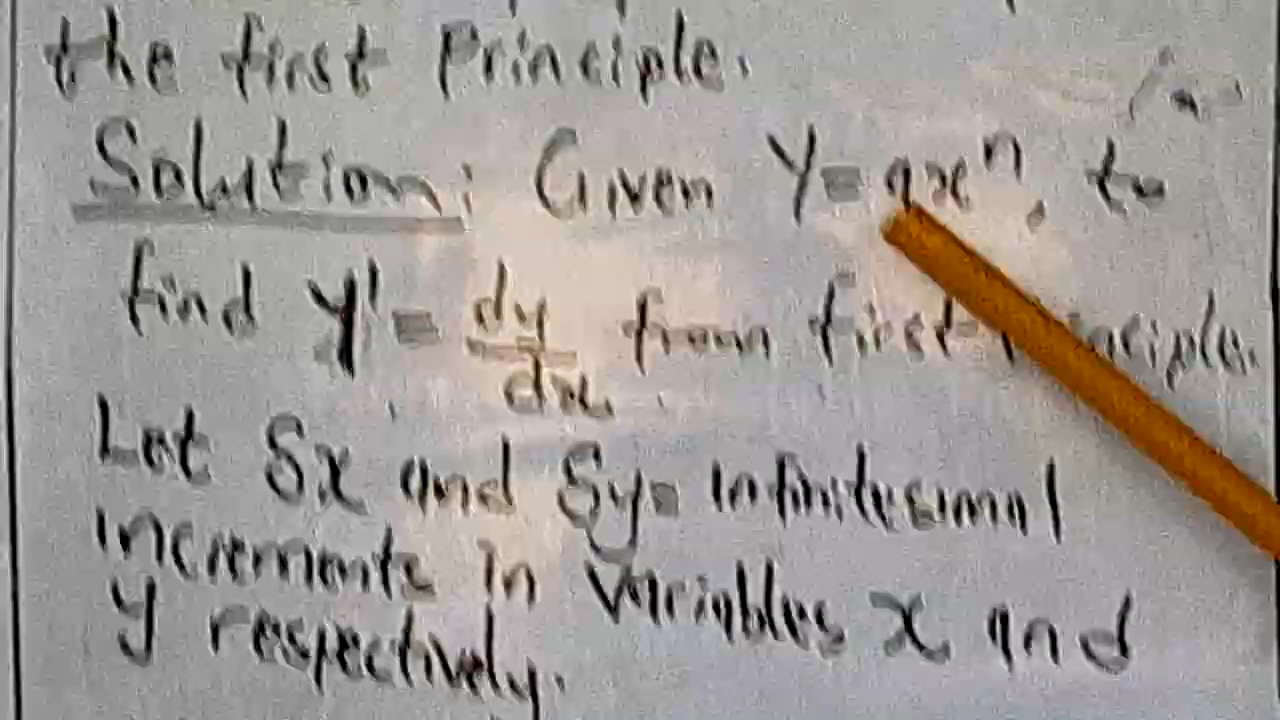 the first Principle.
Solution: Given y=ax^n, to
find y'= dy/dx from first
Let δx and δy= infinitesimal
increments in variables x and
y respectively.